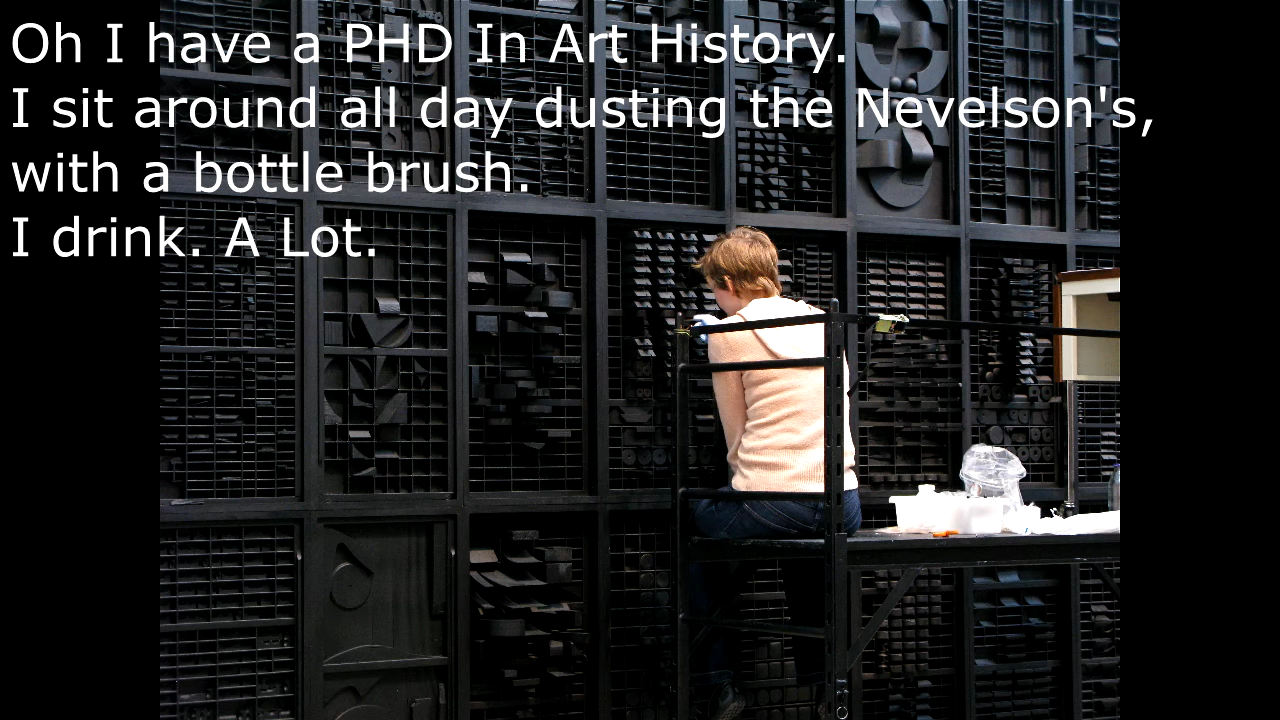 Oh I have a PHD In Art History.
I sit around all day dusting the Nevelson's,
with a bottle brush.
I drink. A Lot.